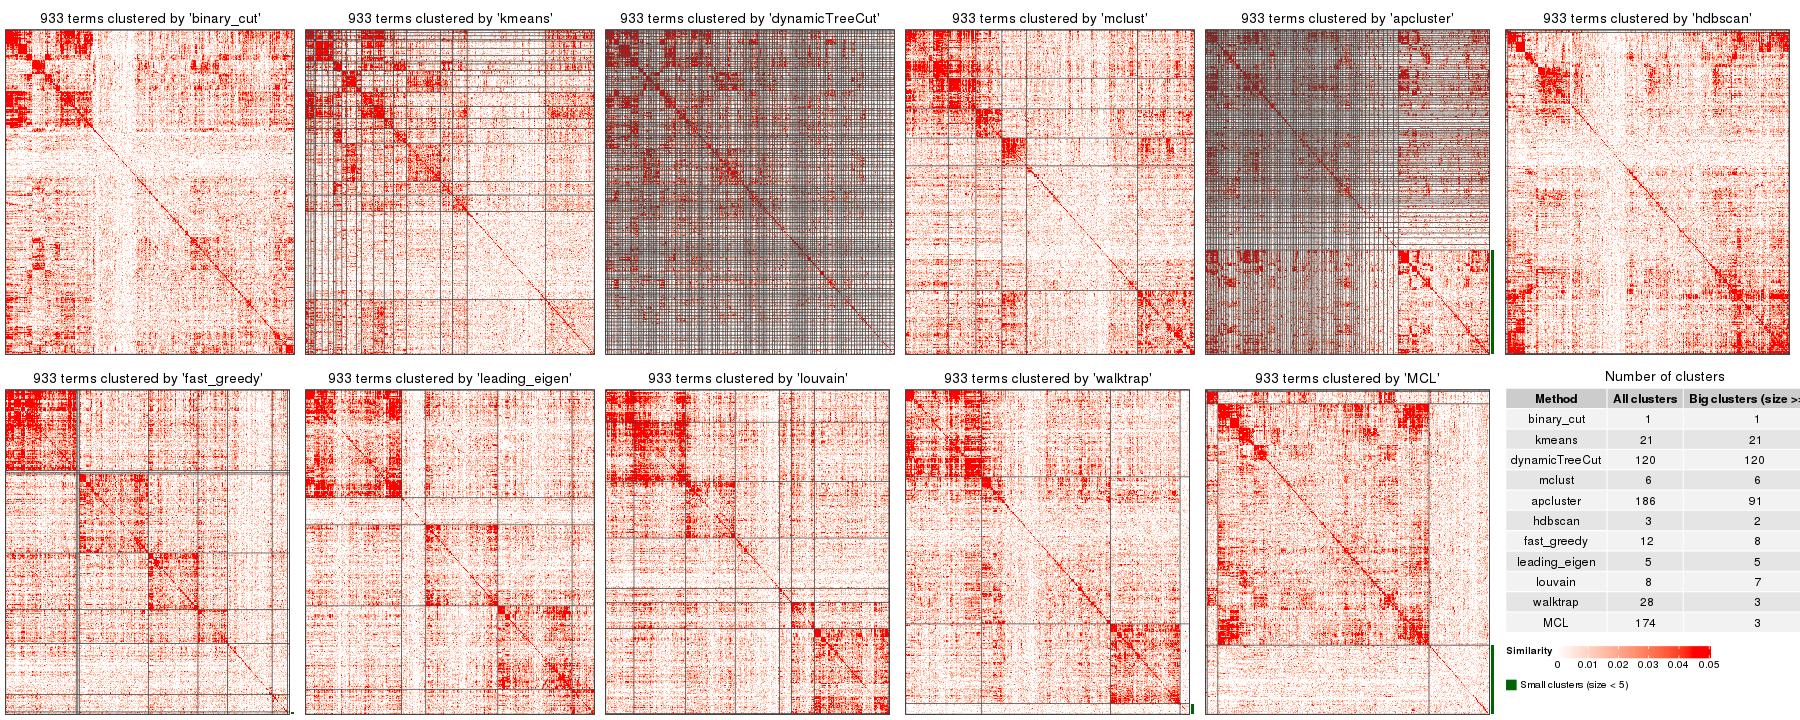 933 terms clustered by 'binary_cut'
933 terms clustered by 'kmeans'
933 terms clustered by 'dynamicTreeCut'
933 terms clustered by 'mclust'
933 terms clustered by 'apcluster'
933 terms clustered by 'hdbscan'
933 terms clustered by 'fast_greedy'
933 terms clustered by 'leading_eigen'
933 terms clustered by 'louvain'
933 terms clustered by 'walktrap'
933 terms clustered by 'MCL'
Number of clusters
Method All clusters Big clusters (size >
binary_cut 1 1
kmeans 21 21
dynamicTreeCut 120 120
mclust 6 6
apcluster 186 91
hdbscan 3 2
fast_greedy 12 8
leading_eigen 5 5
louvain 8 7
walktrap 28 3
MCL 174 3
Similarity
0 0.01 0.02 0.03 0.04 0.05
Small clusters (size < 5)